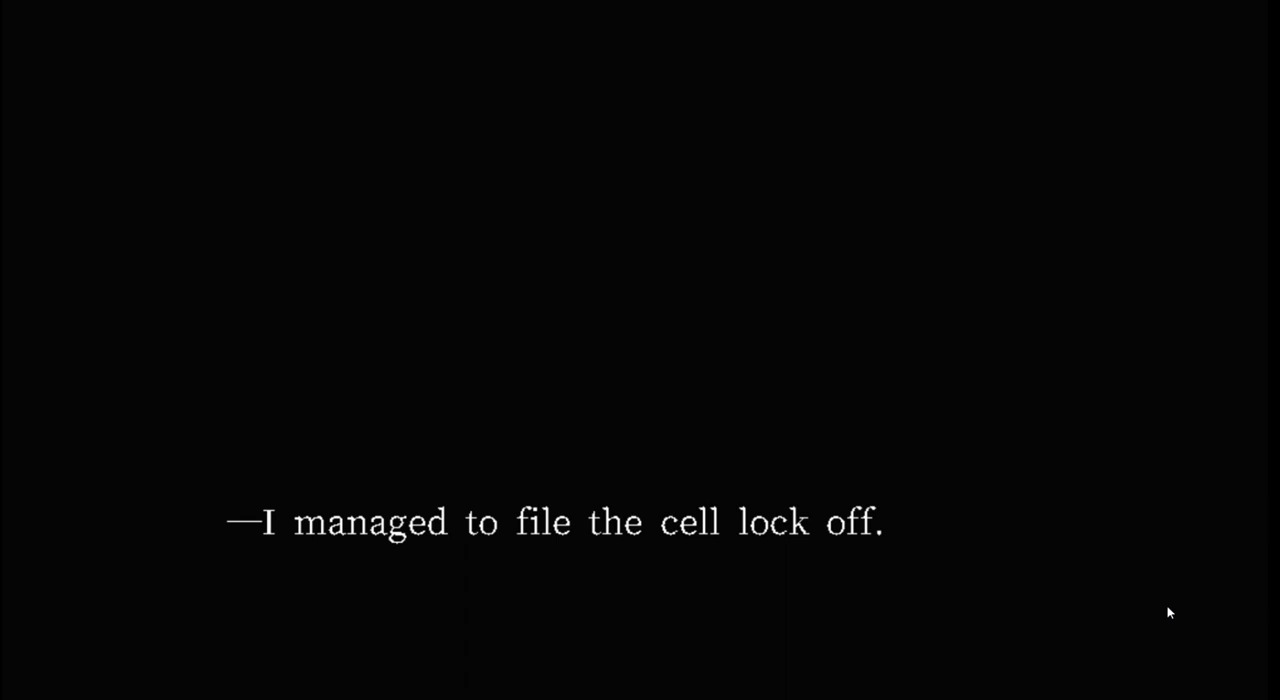 —I managed to file the cell lock off.